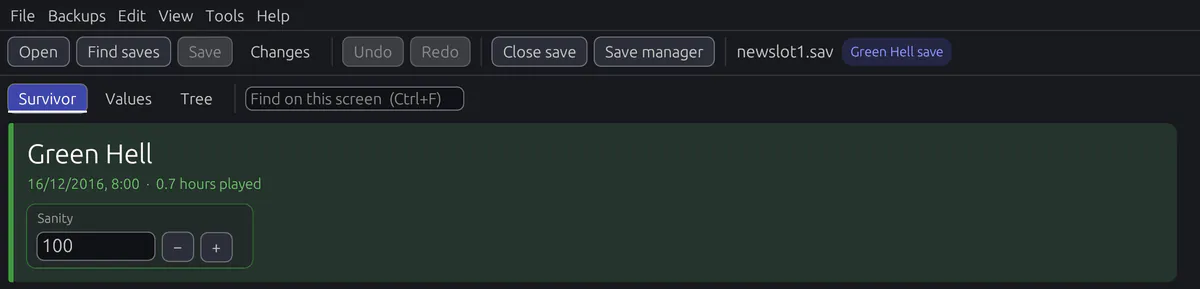 File Backups Edit View Tools Help
Open Find saves Save Changes Undo Redo Close save Save manager newslot1.sav Green Hell save
Survivor Values Tree Find on this screen (Ctrl+F)
Green Hell
16/12/2016, 8:00 · 0.7 hours played
Sanity
100 − +